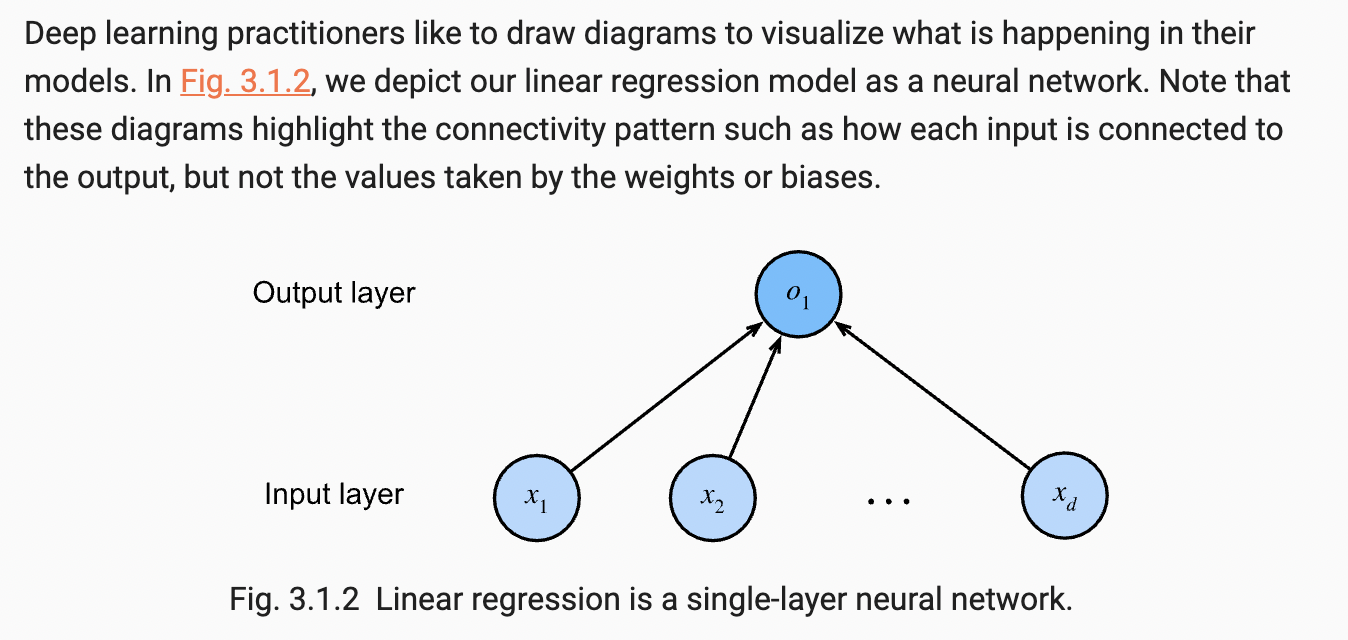 Deep learning practitioners like to draw diagrams to visualize what is happening in their
models. In Fig. 3.1.2, we depict our linear regression model as a neural network. Note that
these diagrams highlight the connectivity pattern such as how each input is connected to
the output, but not the values taken by the weights or biases.
Output layer
o₁
Input layer
x₁ x₂ ... x_d
Fig. 3.1.2 Linear regression is a single-layer neural network.